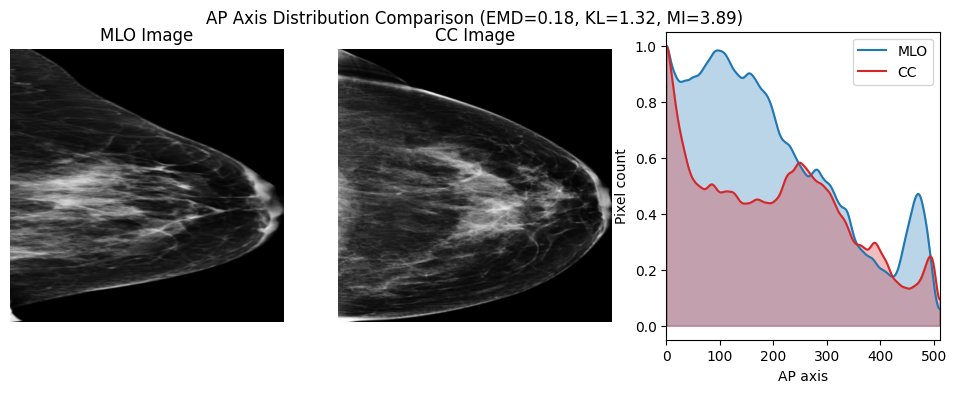 AP Axis Distribution Comparison (EMD=0.18, KL=1.32, MI=3.89)
MLO Image
CC Image
MLO
CC
Pixel count
1.0
0.8
0.6
0.4
0.2
0.0
0 100 200 300 400 500
AP axis